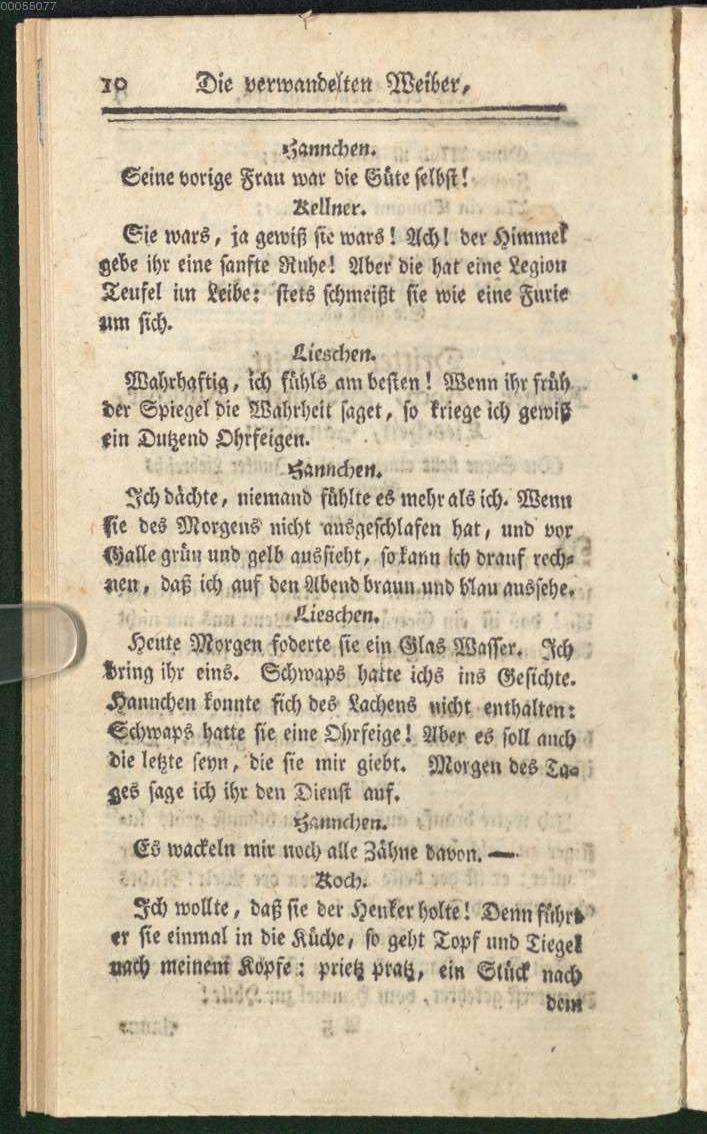 00055077
10 Die verwandelten Weiber,
Hannchen.
Seine vorige Frau war die Güte selbst!
Kellner.
Sie wars, ja gewiß sie wars! Ach! der Himmel
gebe ihr eine sanfte Ruhe! Aber die hat eine Legion
Teufel im Leibe: stets schmeißt sie wie eine Furie
um sich.
Lieschen.
Wahrhaftig, ich fühls am besten! Wenn ihr früh
der Spiegel die Wahrheit saget, so kriege ich gewiß
ein Dutzend Ohrfeigen.
Hannchen.
Ich dächte, niemand fühlte es mehr als ich. Wenn
sie des Morgens nicht ausgeschlafen hat, und vor
Galle grün und gelb aussieht, so kann ich drauf rech-
nen, daß ich auf den Abend braun und blau aussehe.
Lieschen.
Heute Morgen foderte sie ein Glas Wasser. Ich
bring ihr eins. Schwaps hatte ichs ins Gesichte.
Hannchen konnte sich des Lachens nicht enthalten:
Schwaps hatte sie eine Ohrfeige! Aber es soll auch
die letzte seyn, die sie mir giebt. Morgen des Ta-
ges sage ich ihr den Dienst auf.
Hannchen.
Es wackeln mir noch alle Zähne davon. —
Koch.
Ich wollte, daß sie der Henker holte! Denn führt
er sie einmal in die Küche, so geht Topf und Tiegel
nach meinem Kopfe: prietz pratz, ein Stück nach
dem